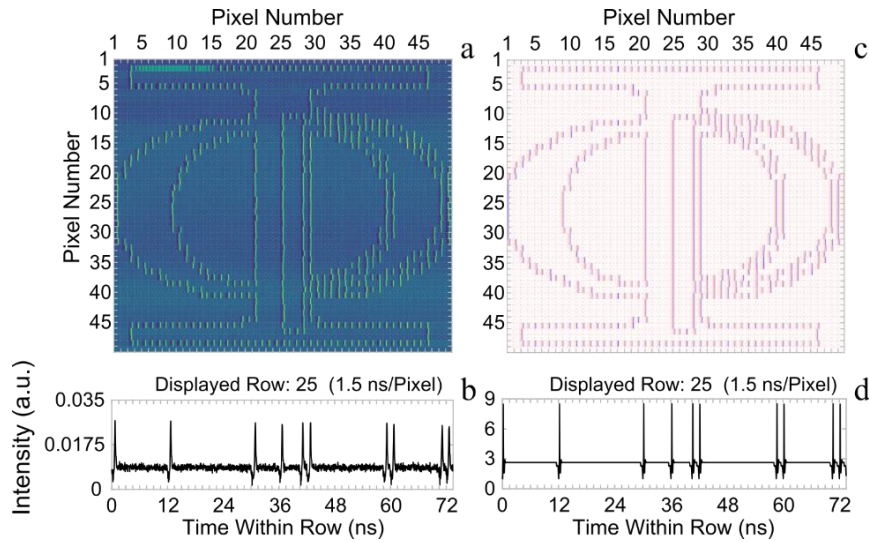 Pixel Number
1 5 10 15 20 25 30 35 40 45
a
Pixel Number
1
5
10
15
20
25
30
35
40
45
Pixel Number
1 5 10 15 20 25 30 35 40 45
c
1
5
10
15
20
25
30
35
40
45
Displayed Row: 25 (1.5 ns/Pixel)
b
Intensity (a.u.)
0.035
0.0175
0
0 12 24 36 48 60 72
Time Within Row (ns)
Displayed Row: 25 (1.5 ns/Pixel)
d
9
6
3
0
0 12 24 36 48 60 72
Time Within Row (ns)